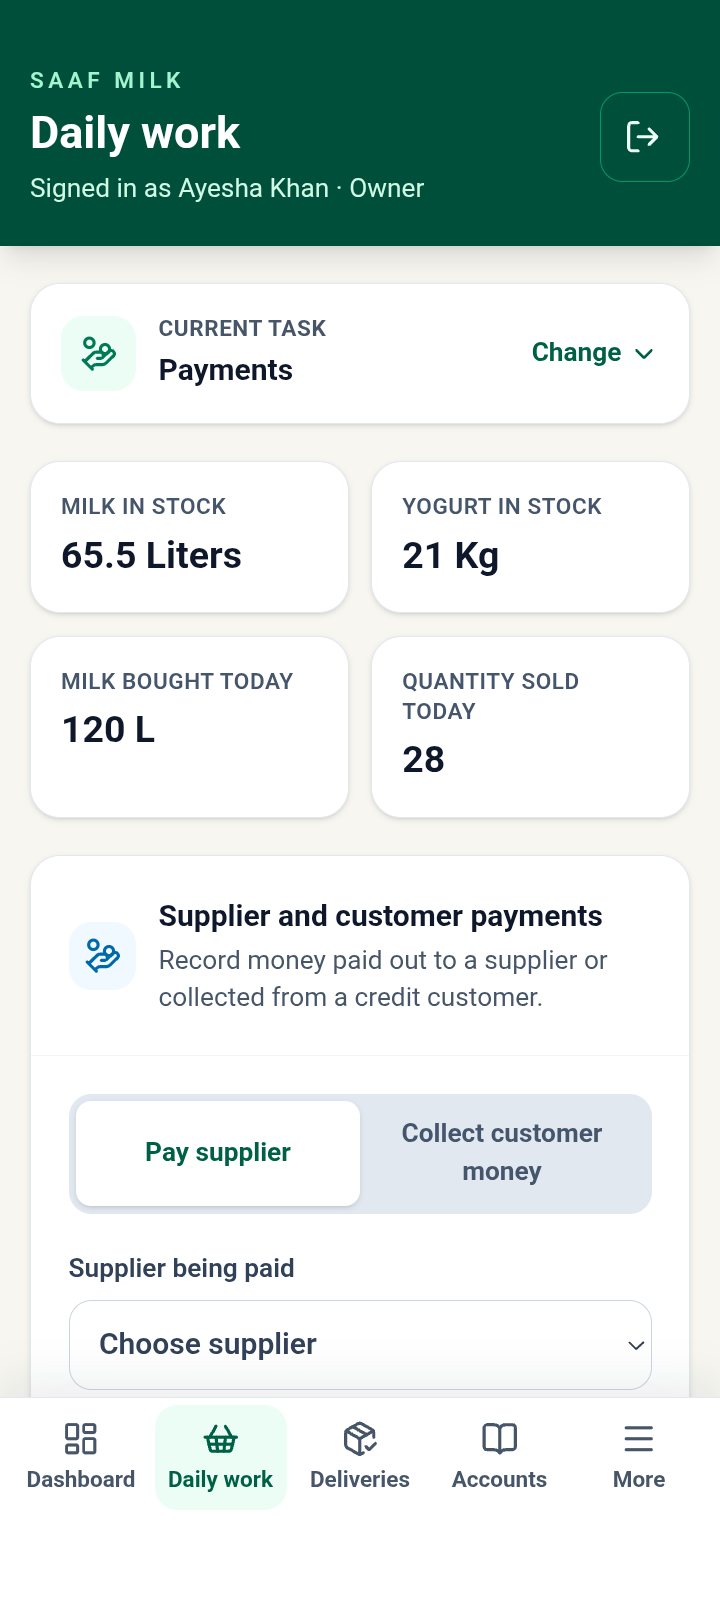 SAAF MILK
Daily work
Signed in as Ayesha Khan · Owner
CURRENT TASK
Payments
Change
MILK IN STOCK
65.5 Liters
YOGURT IN STOCK
21 Kg
MILK BOUGHT TODAY
120 L
QUANTITY SOLD
TODAY
28
Supplier and customer payments
Record money paid out to a supplier or
collected from a credit customer.
Pay supplier
Collect customer
money
Supplier being paid
Choose supplier
Dashboard
Daily work
Deliveries
Accounts
More